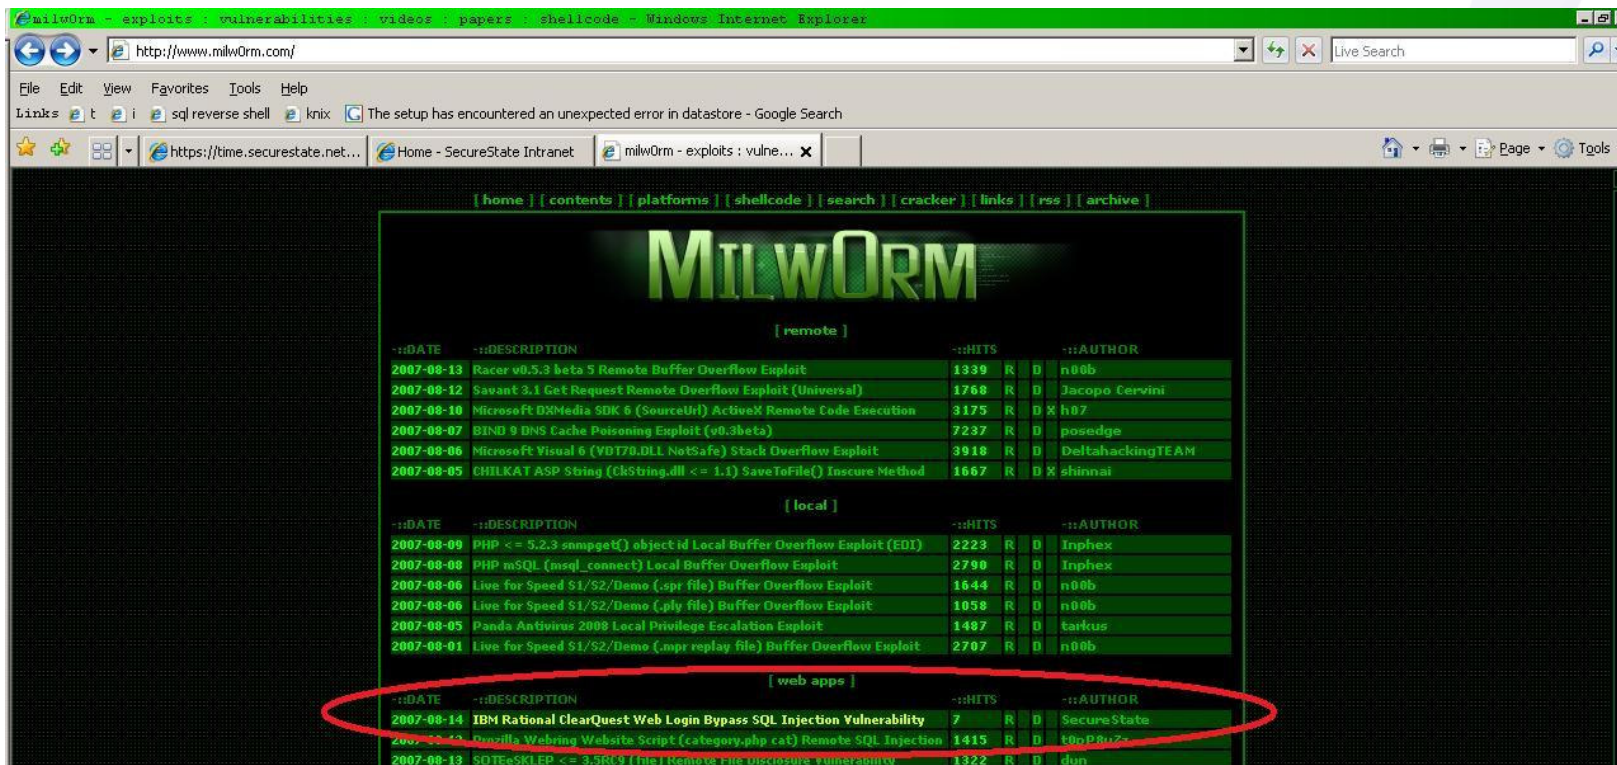 milw0rm - exploits : vulnerabilities : videos : papers : shellcode - Windows Internet Explorer
http://www.milw0rm.com/
Live Search
File Edit View Favorites Tools Help
Links t i sql reverse shell knix The setup has encountered an unexpected error in datastore - Google Search
https://time.securestate.net... Home - SecureState Intranet milw0rm - exploits : vulne... Page Tools
[ home ] [ contents ] [ platforms ] [ shellcode ] [ search ] [ cracker ] [ links ] [ rss ] [ archive ]
MILW0RM
[ remote ]
-::DATE -::DESCRIPTION -::HITS -::AUTHOR
2007-08-13 Racer v0.5.3 beta 5 Remote Buffer Overflow Exploit 1339 R D n00b
2007-08-12 Savant 3.1 Get Request Remote Overflow Exploit (Universal) 1768 R D Jacopo Cervini
2007-08-10 Microsoft DXMedia SDK 6 (SourceUrl) ActiveX Remote Code Execution 3175 R D X h07
2007-08-07 BIND 9 DNS Cache Poisoning Exploit (v0.3beta) 7237 R D posedge
2007-08-06 Microsoft Visual 6 (VDT70.DLL NotSafe) Stack Overflow Exploit 3918 R D DeltahackingTEAM
2007-08-05 CHILKAT ASP String (CkString.dll <= 1.1) SaveToFile() Inscure Method 1667 R D X shinnai
[ local ]
-::DATE -::DESCRIPTION -::HITS -::AUTHOR
2007-08-09 PHP <= 5.2.3 snmpget() object id Local Buffer Overflow Exploit (EDI) 2223 R D Inphex
2007-08-08 PHP mSQL (msql_connect) Local Buffer Overflow Exploit 2790 R D Inphex
2007-08-06 Live for Speed S1/S2/Demo (.spr file) Buffer Overflow Exploit 1644 R D n00b
2007-08-06 Live for Speed S1/S2/Demo (.ply file) Buffer Overflow Exploit 1058 R D n00b
2007-08-05 Panda Antivirus 2008 Local Privilege Escalation Exploit 1487 R D tarkus
2007-08-01 Live for Speed S1/S2/Demo (.mpr replay file) Buffer Overflow Exploit 2707 R D n00b
[ web apps ]
-::DATE -::DESCRIPTION -::HITS -::AUTHOR
2007-08-14 IBM Rational ClearQuest Web Login Bypass SQL Injection Vulnerability 7 R D SecureState
Prozilla Webring Website Script (category.php cat) Remote SQL Injection 1415 R D t0pP8uZz
2007-08-13 SOTEeSKLEP <= 3.5RC9 (file) Remote File Disclosure Vulnerability 1322 R D dun